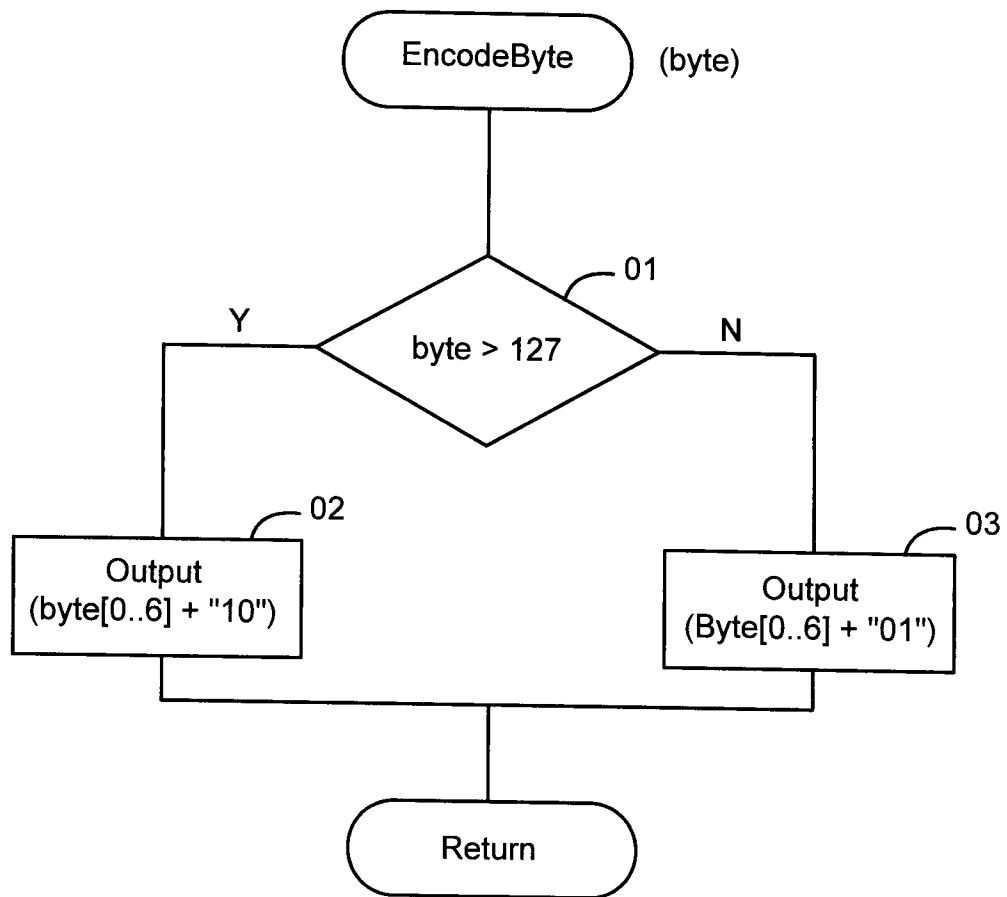 EncodeByte
(byte)
01
Y
N
byte > 127
02
03
Output
(byte[0..6] + "10")
Output
(Byte[0..6] + "01")
Return